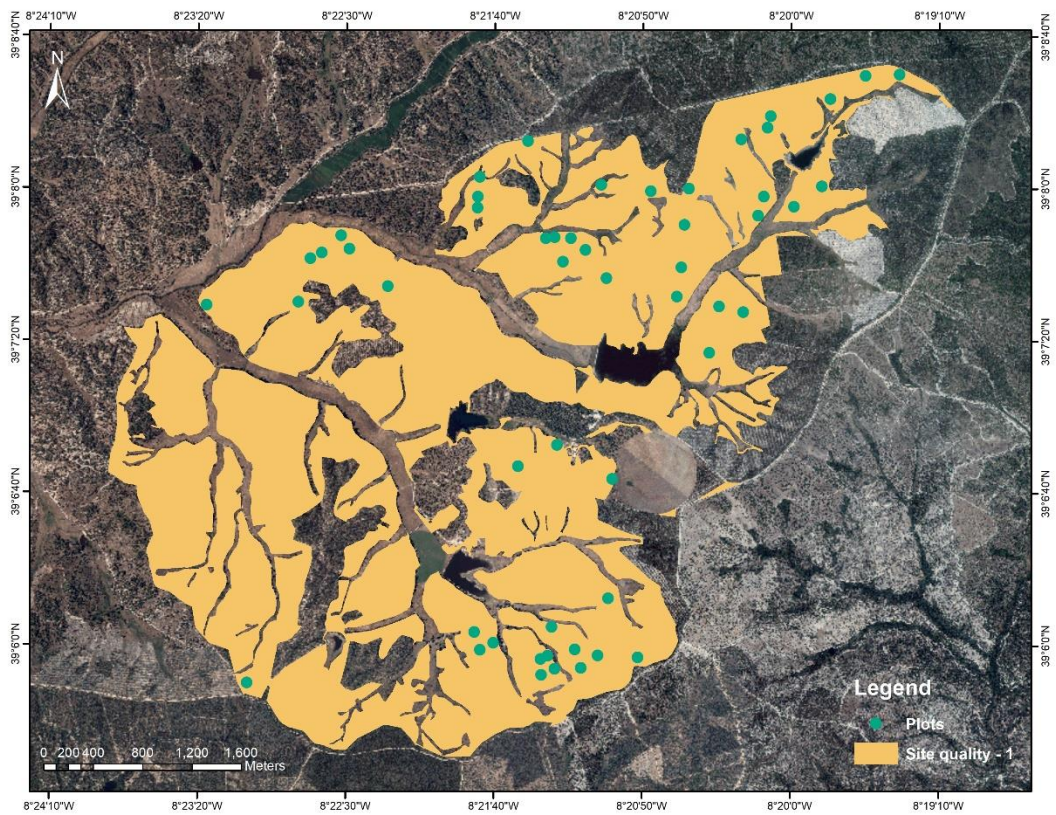 8°24'10"W 8°23'20"W 8°22'30"W 8°21'40"W 8°20'50"W 8°20'0"W 8°19'10"W
39°8'40"N 39°8'40"N
N
39°8'0"N 39°8'0"N
39°7'20"N 39°7'20"N
39°6'40"N 39°6'40"N
39°6'0"N 39°6'0"N
Legend
Plots
Site quality - 1
0 200 400 800 1,200 1,600
Meters
8°24'10"W 8°23'20"W 8°22'30"W 8°21'40"W 8°20'50"W 8°20'0"W 8°19'10"W